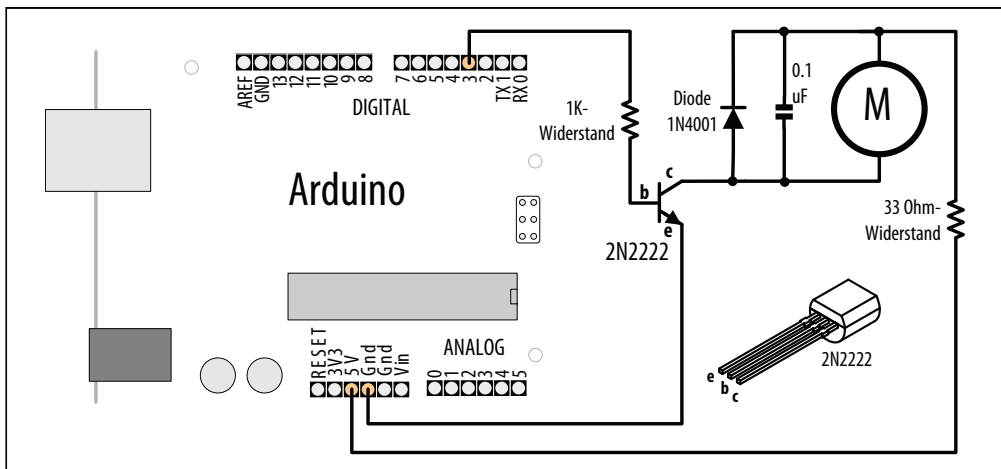 AREF
GND
13
12
11
10
9
8
7
6
5
4
3
2
TX 1
RX 0
DIGITAL
1K-
Widerstand
Diode
1N4001
0.1
uF
M
Arduino
c
b
e
2N2222
33 Ohm-
Widerstand
RESET
3V3
5V
Gnd
Gnd
Vin
ANALOG
0
1
2
3
4
5
2N2222
e
b
c